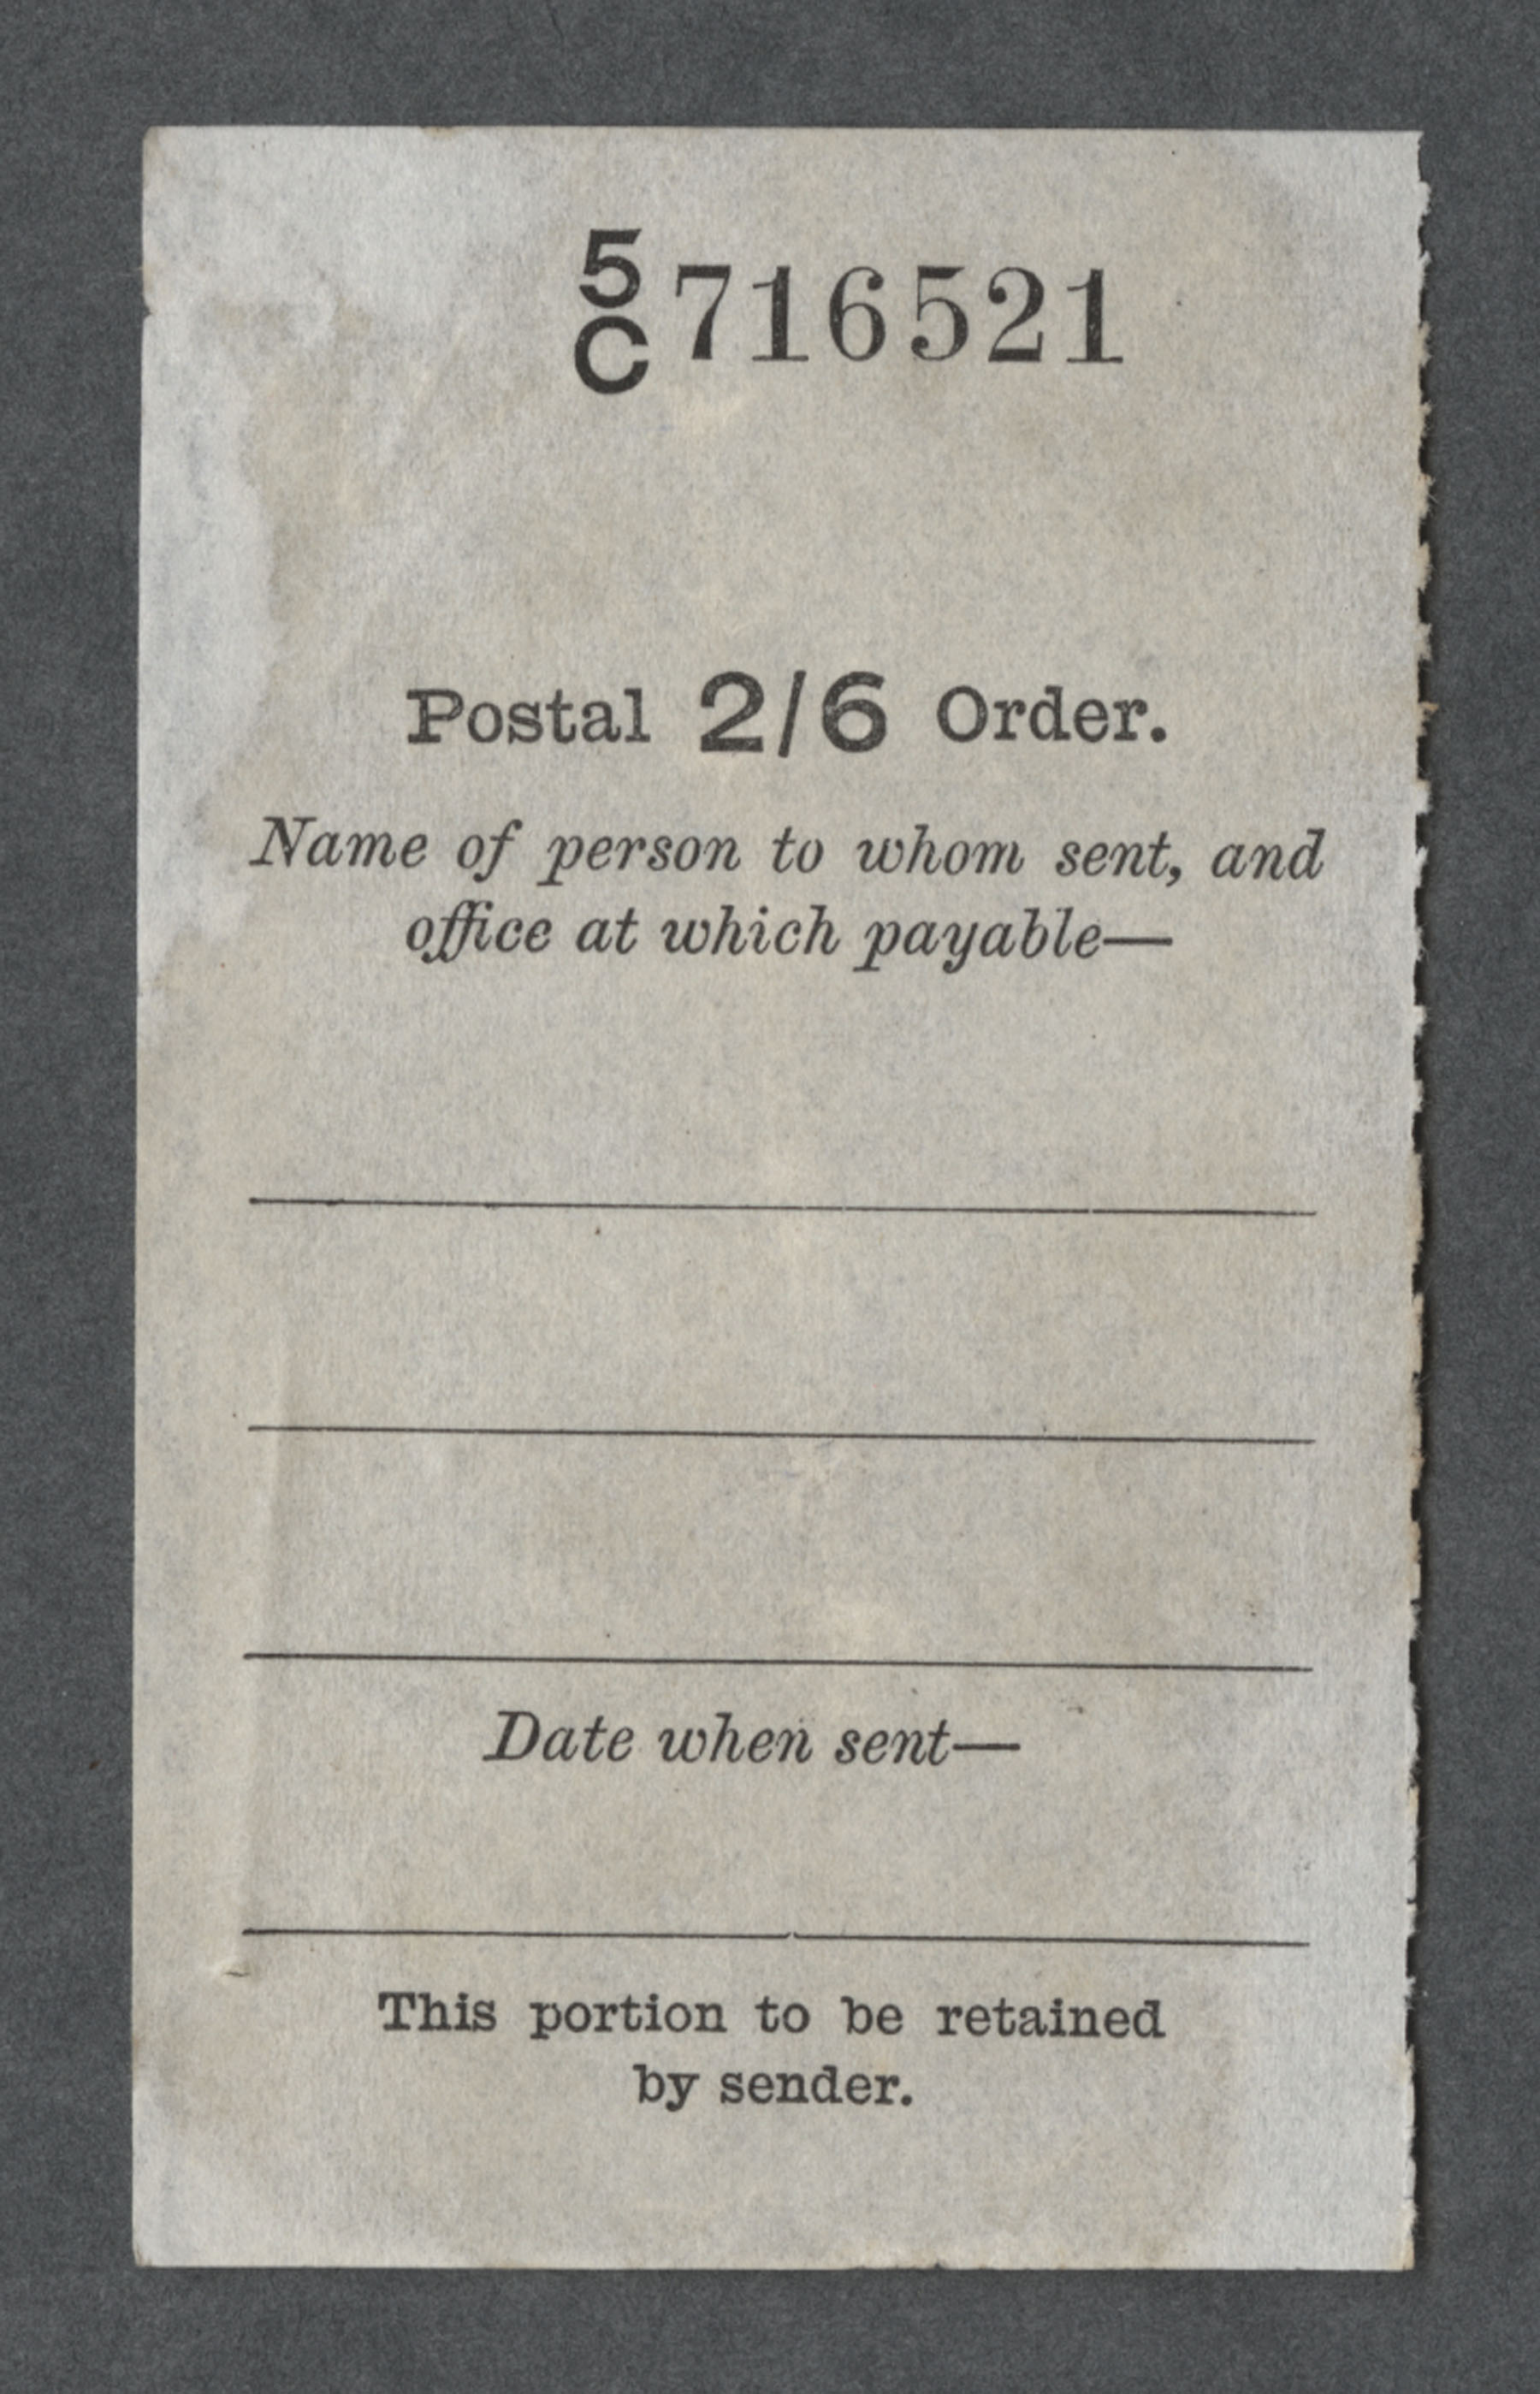 5
C 716521
Postal 2/6 Order.
Name of person to whom sent, and
office at which payable—
Date when sent—
This portion to be retained
by sender.